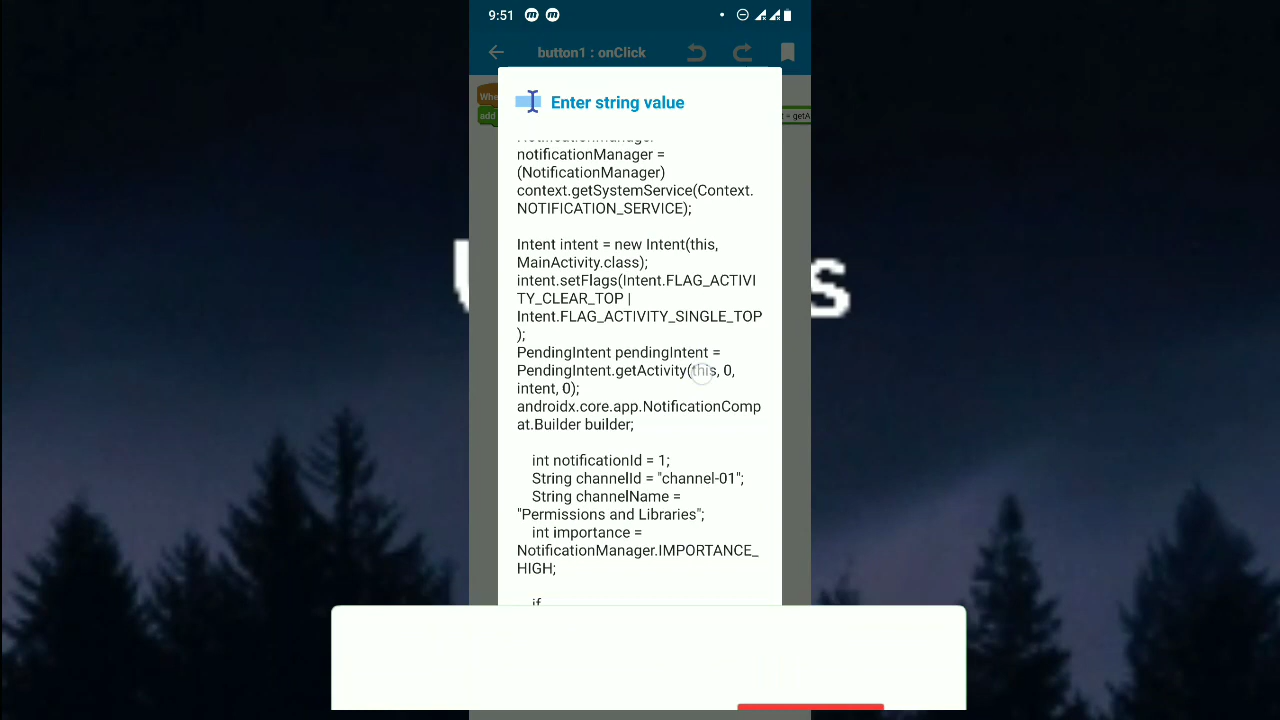 9:51
button1 : onClick
Enter string value
add
notificationManager =
(NotificationManager)
context.getSystemService(Context.
NOTIFICATION_SERVICE);
Intent intent = new Intent(this,
MainActivity.class);
intent.setFlags(Intent.FLAG_ACTIVI
TY_CLEAR_TOP |
Intent.FLAG_ACTIVITY_SINGLE_TOP
);
PendingIntent pendingIntent =
PendingIntent.getActivity(this, 0,
intent, 0);
androidx.core.app.NotificationComp
at.Builder builder;
int notificationId = 1;
String channelId = "channel-01";
String channelName =
"Permissions and Libraries";
int importance =
NotificationManager.IMPORTANCE_
HIGH;
if